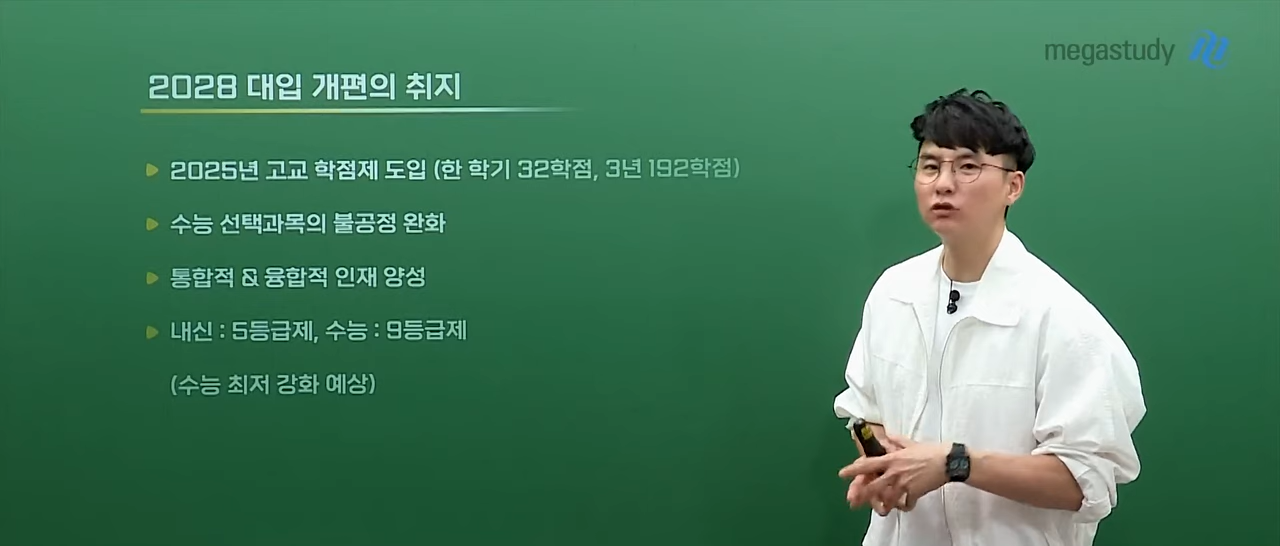 megastudy
2028 대입 개편의 취지
2025년 고교 학점제 도입 (한 학기 32학점, 3년 192학점)
수능 선택과목의 불공정 완화
통합적 & 융합적 인재 양성
내신 : 5등급제, 수능 : 9등급제
(수능 최저 강화 예상)